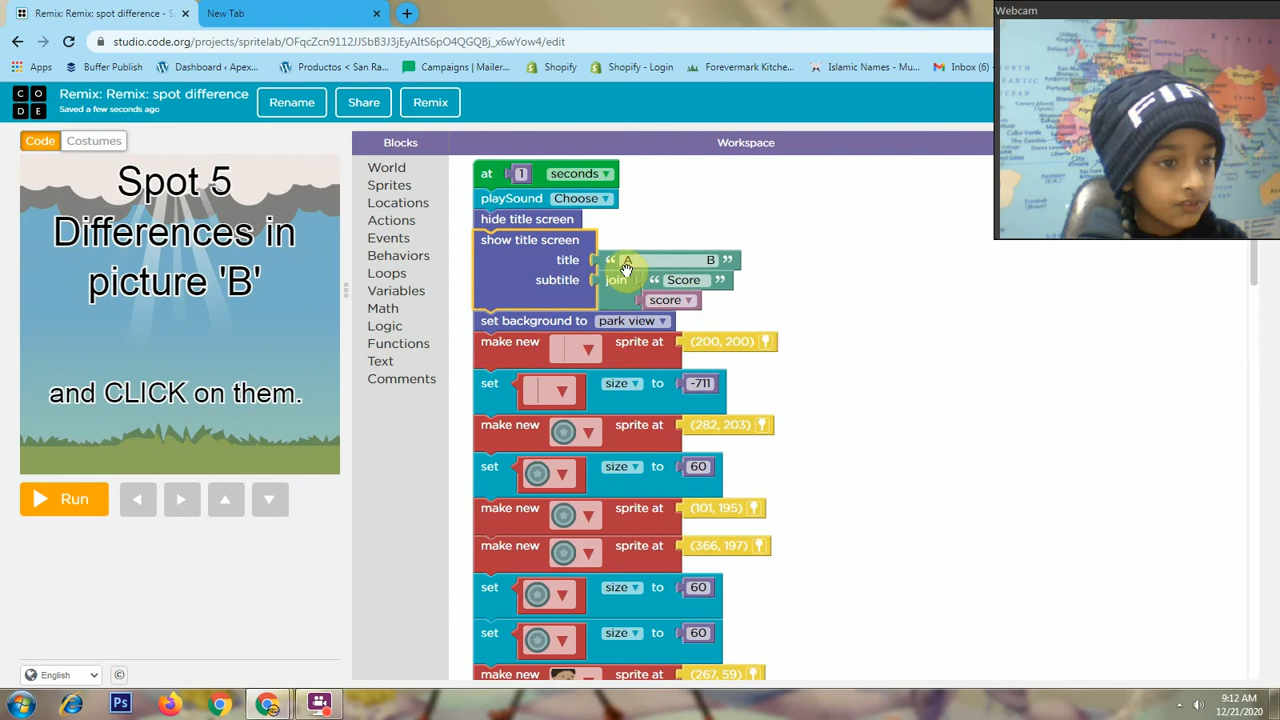 Remix: Remix: spot difference - S
New Tab
Webcam
studio.code.org/projects/spritelab/OFqcZcn9112JJSB3T3jEyAItS6pO4QGQBj_x6wYow4/edit
Apps
Buffer Publish
Dashboard ‹ Apex...
Productos < S
Campaigns | Mailer...
Shopify
Shopify - Login
Forevermark Khomb...
Islamic Names - Mu...
Inbox (6)
CODE
Remix: Remix: spot difference
Saved a few seconds ago
Rename
Share
Remix
Code
Costumes
Blocks
Workspace
Spot 5
Differences in
picture 'B'
and CLICK on them.
Run
English
©
World
Sprites
Locations
Actions
Events
Behaviors
Loops
Variables
Math
Logic
Functions
Text
Comments
at 1 seconds
playSound Choose
hide title screen
show title screen
title “ A B ”
subtitle join “ Score ”
score
set background to park view
make new sprite at (200, 200)
set size to -711
make new sprite at (282, 203)
set size to 60
make new sprite at (101, 195)
make new sprite at (366, 197)
set size to 60
set size to 60
make new sprite at (267, 59)
9:12 AM
12/21/2020